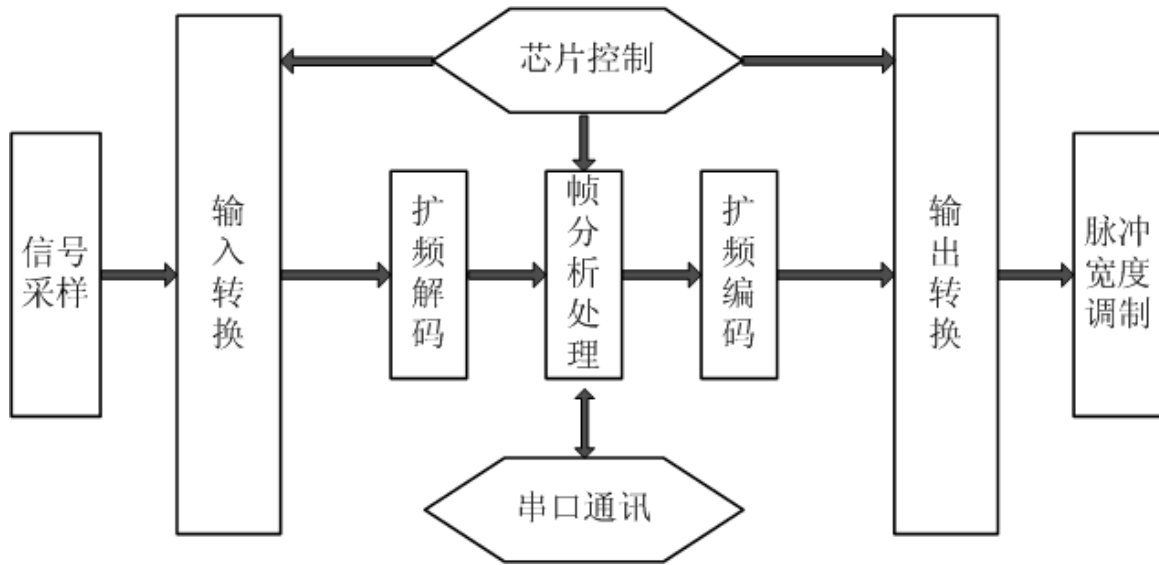 芯片控制
信号
采样
输入转换
扩频解码
帧分析处理
扩频编码
输出转换
脉冲
宽度
调制
串口通讯